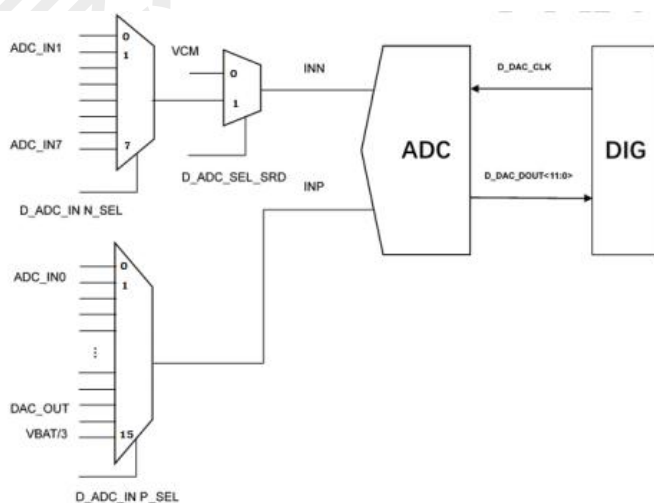 ADC_IN1
0
1
7
ADC_IN7
D_ADC_IN N_SEL
VCM
0
1
D_ADC_SEL_SRD
INN
INP
ADC
D_DAC_CLK
D_DAC_DOUT<11:0>
DIG
ADC_IN0
0
1
...
DAC_OUT
VBAT/3
15
D_ADC_IN P_SEL